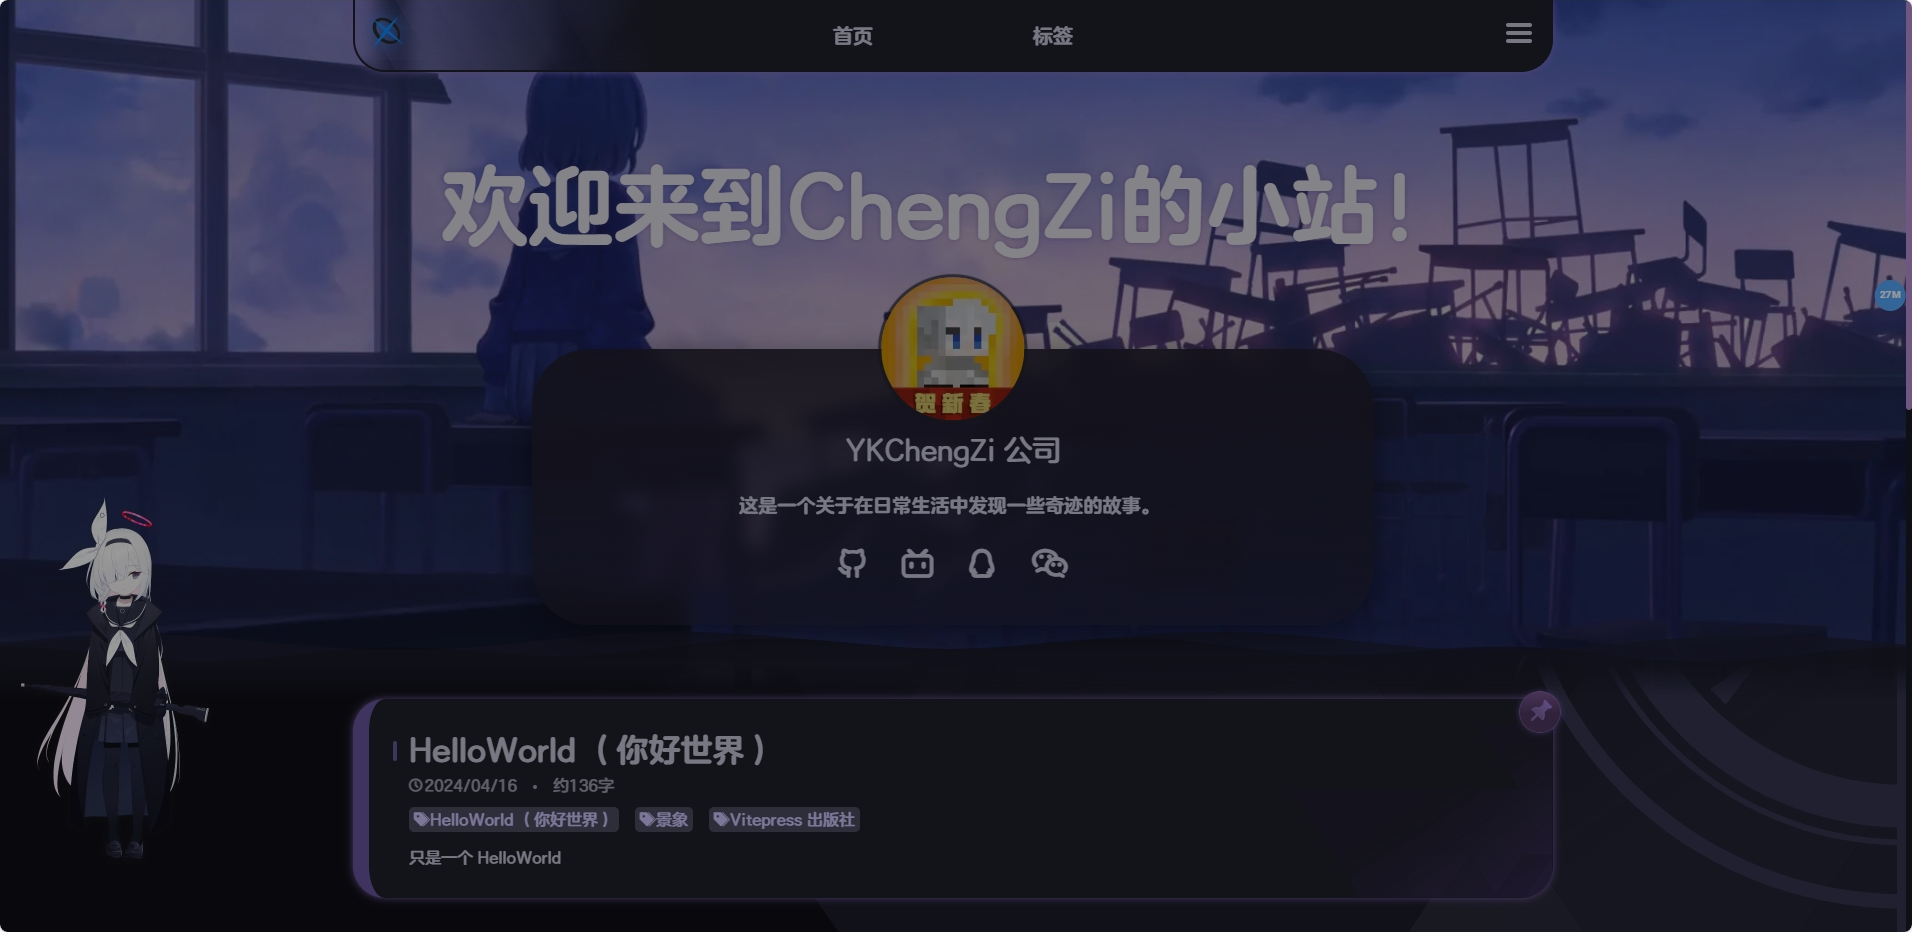 首页 标签
欢迎来到ChengZi的小站！
27M
贺新春
YKChengZi 公司
这是一个关于在日常生活中发现一些奇迹的故事。
HelloWorld （你好世界）
2024/04/16 • 约136字
HelloWorld （你好世界） 景象 Vitepress 出版社
只是一个 HelloWorld